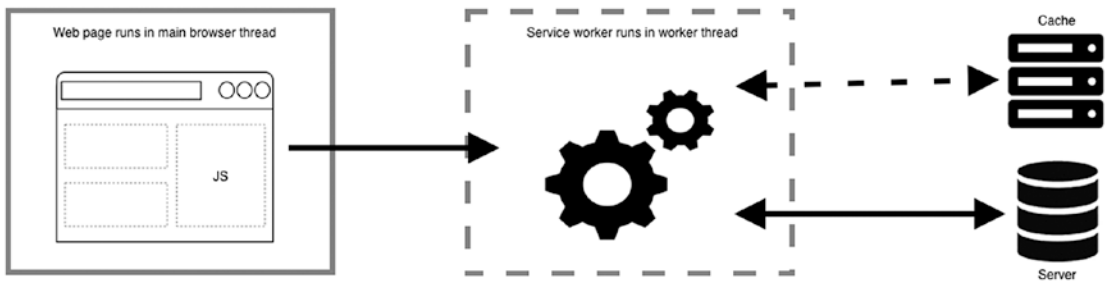 Web page runs in main browser thread
JS
Service worker runs in worker thread
Cache
Server